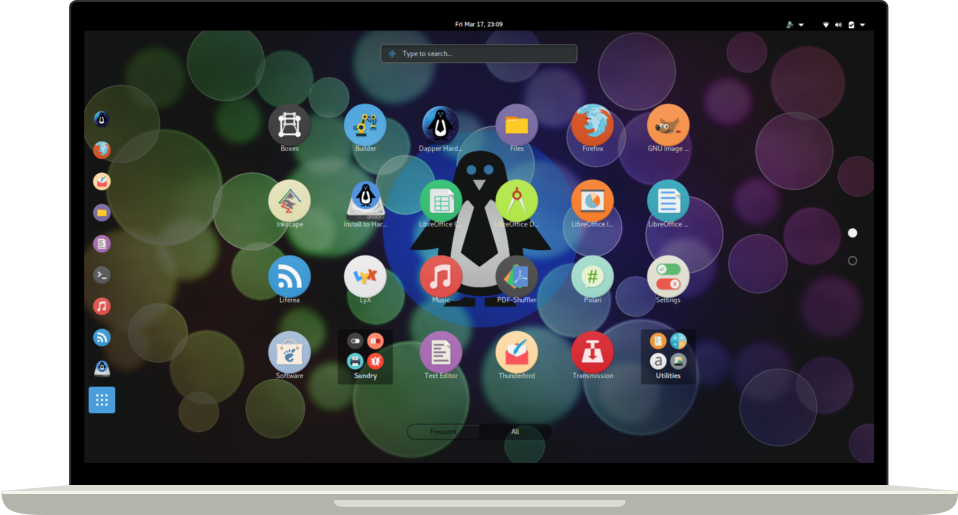 Fri Mar 17, 23:09
Type to search...
Boxes
Builder
Dapper Hard...
Files
Firefox
GNU Image ...
Inkscape
Install to Har...
LibreOffice C...
LibreOffice D...
LibreOffice I...
LibreOffice ...
Liferea
LyX
Music
PDF-Shuffler
Polari
Settings
Software
Sundry
Text Editor
Thunderbird
Transmission
Utilities
Frequent
All